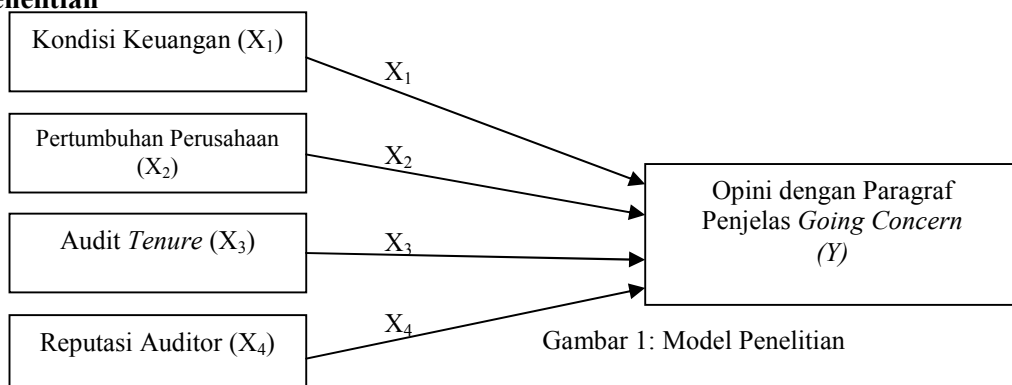 Kondisi Keuangan (X₁)
X₁
Pertumbuhan Perusahaan
(X₂)
X₂
Audit Tenure (X₃)
X₃
Reputasi Auditor (X₄)
X₄
Opini dengan Paragraf
Penjelas Going Concern
(Y)
Gambar 1: Model Penelitian